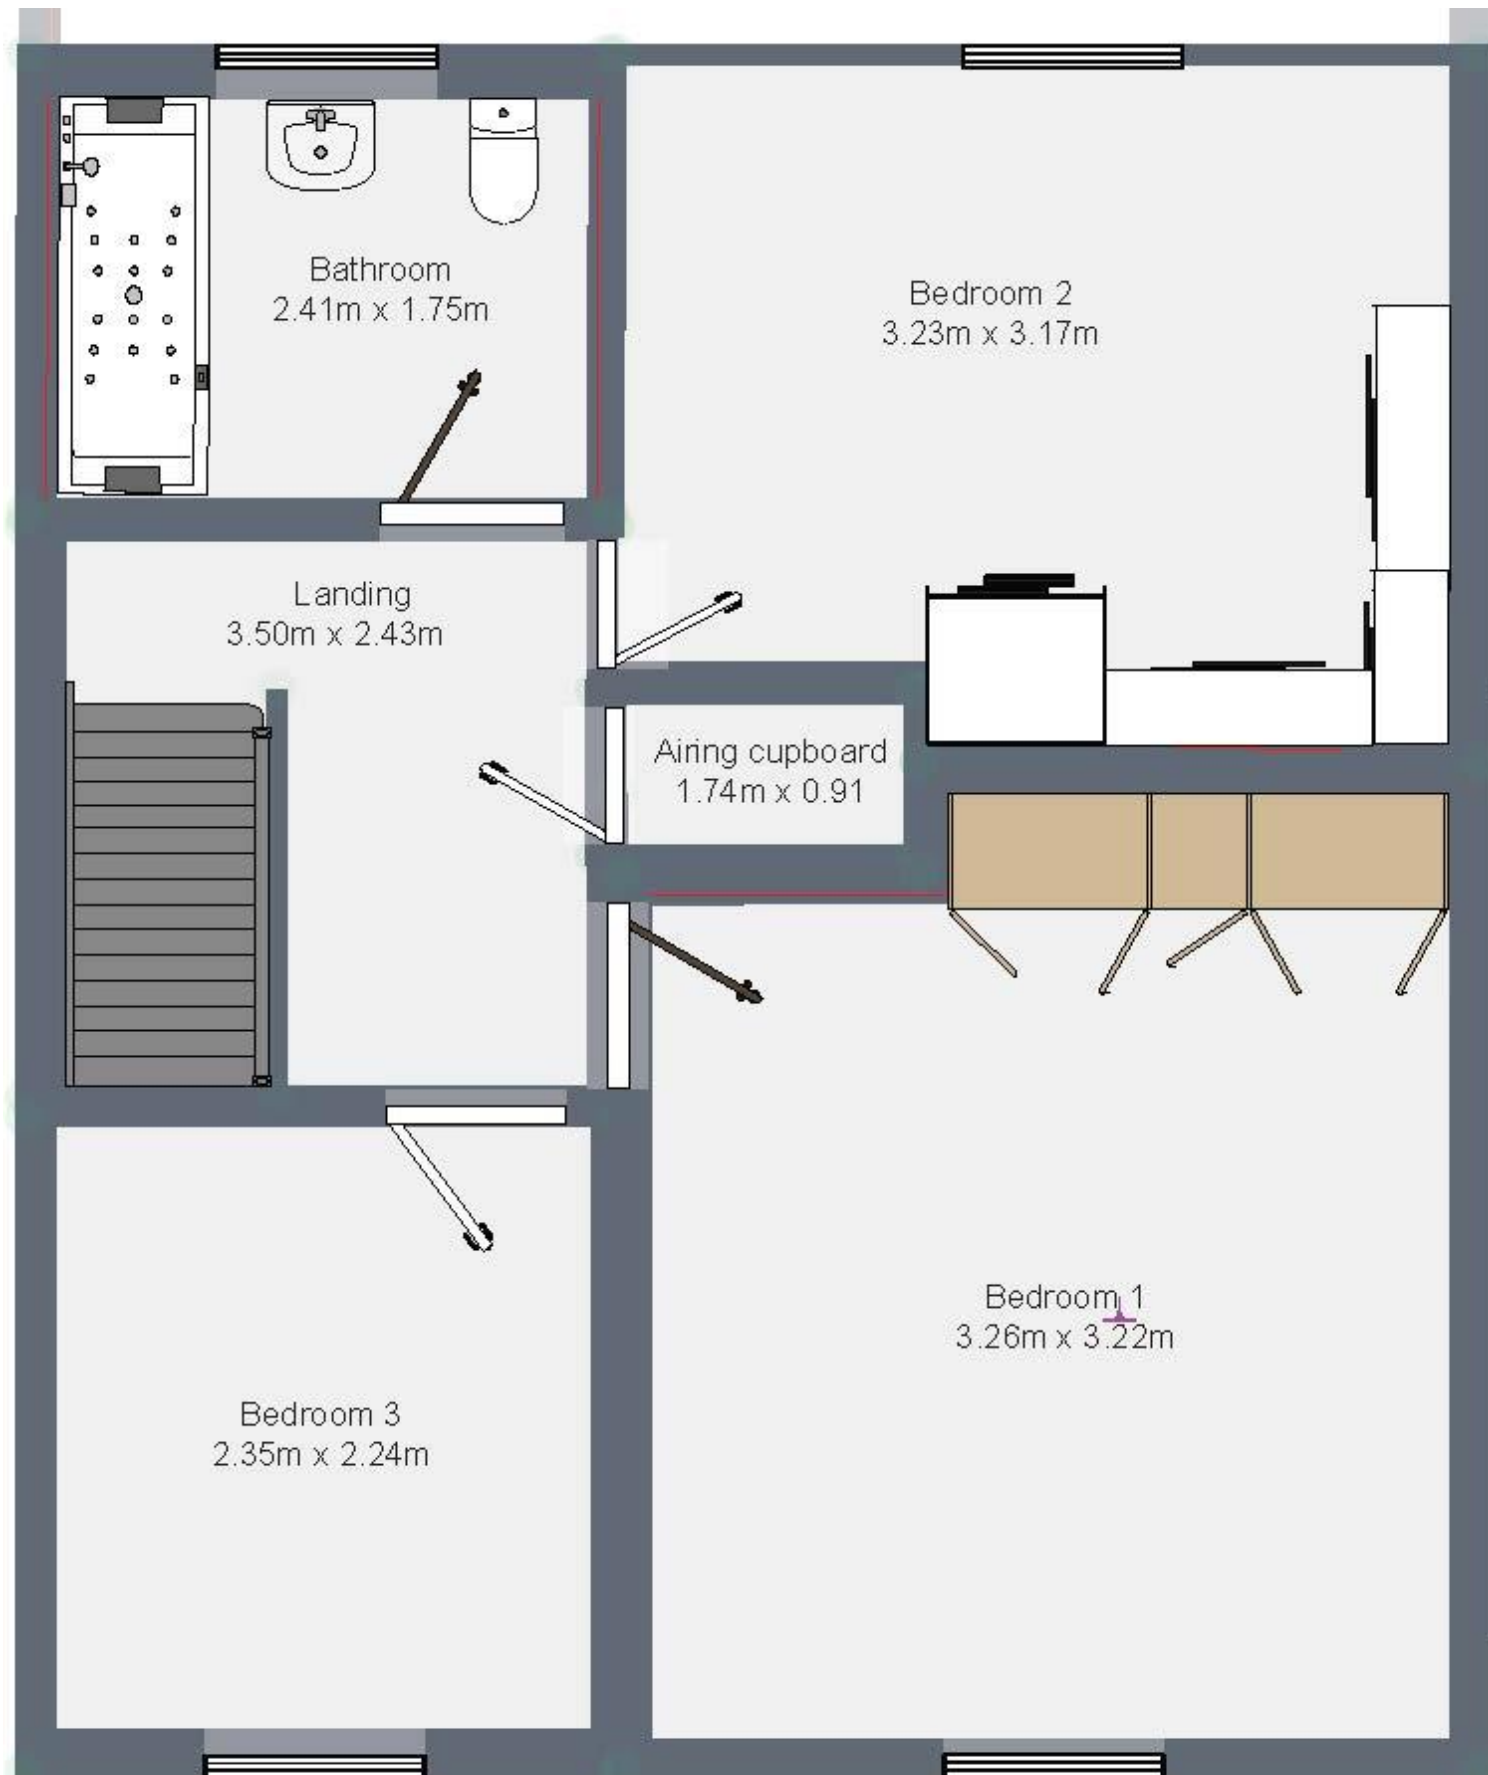 Bathroom
2.41m x 1.75m
Bedroom 2
3.23m x 3.17m
Landing
3.50m x 2.43m
Airing cupboard
1.74m x 0.91
Bedroom 1
3.26m x 3.22m
Bedroom 3
2.35m x 2.24m